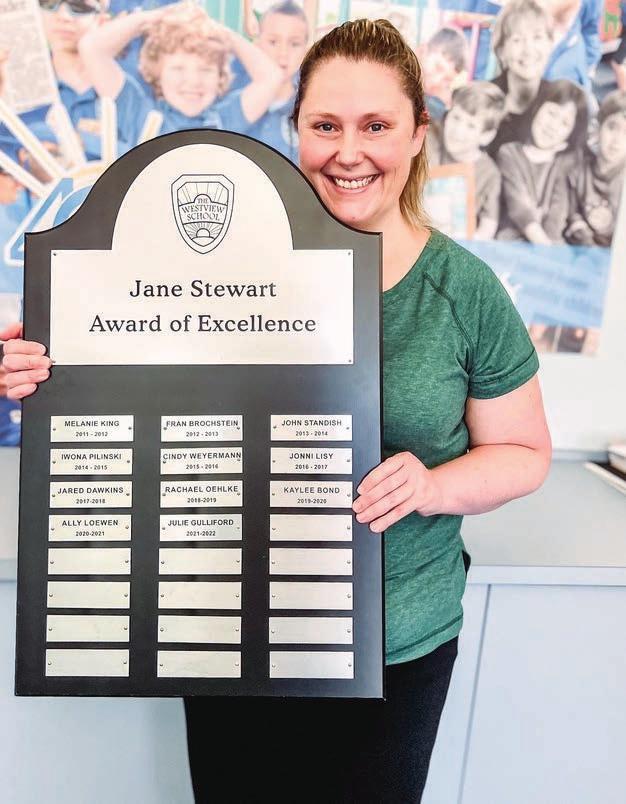 THE
WESTVIEW
SCHOOL
Jane Stewart
Award of Excellence
MELANIE KING
2011 - 2012
FRAN BROCHSTEIN
2012 - 2013
JOHN STANDISH
2013 - 2014
IWONA PILINSKI
2014 - 2015
CINDY WEYERMANN
2015 - 2016
JONNI LISY
2016 - 2017
JARED DAWKINS
2017-2018
RACHAEL OEHLKE
2018-2019
KAYLEE BOND
2019-2020
ALLY LOEWEN
2020-2021
JULIE GULLIFORD
2021-2022